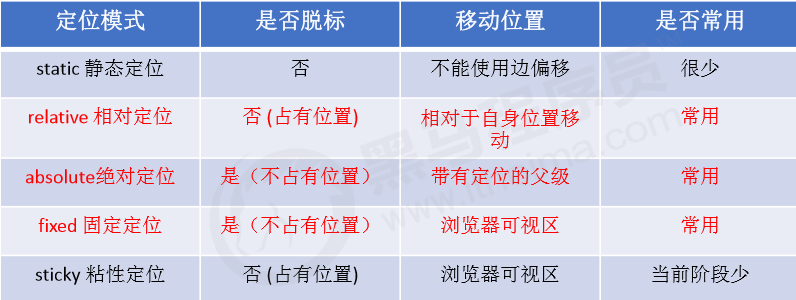 定位模式 是否脱标 移动位置 是否常用
static 静态定位 否 不能使用边偏移 很少
relative 相对定位 否 (占有位置) 相对于自身位置移动 常用
absolute绝对定位 是（不占有位置） 带有定位的父级 常用
fixed 固定定位 是（不占有位置） 浏览器可视区 常用
sticky 粘性定位 否 (占有位置) 浏览器可视区 当前阶段少
黑马程序员